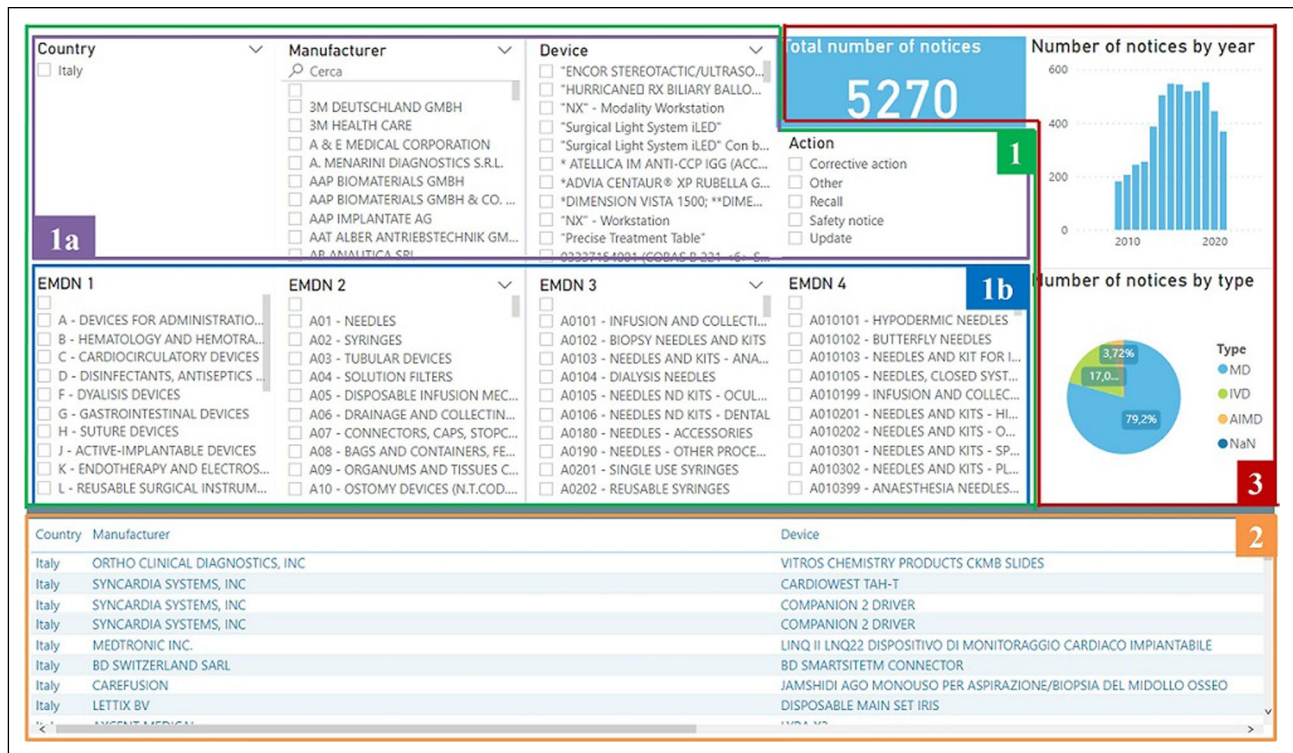 Country
Italy
Manufacturer
Cerca
3M DEUTSCHLAND GMBH
3M HEALTH CARE
A & E MEDICAL CORPORATION
A. MENARINI DIAGNOSTICS S.R.L.
AAP BIOMATERIALS GMBH
AAP BIOMATERIALS GMBH & CO. ...
AAP IMPLANTATE AG
AAT ALBER ANTRIEBSTECHNIK GM...
Device
"ENCOR STEREOTACTIC/ULTRASO...
"HURRICANE▯ RX BILIARY BALLO...
"NX" - Modality Workstation
"Surgical Light System iLED"
"Surgical Light System iLED" Con b...
* ATELLICA IM ANTI-CCP IGG (ACC...
*ADVIA CENTAUR® XP RUBELLA G...
*DIMENSION VISTA 1500; **DIME...
"NX" - Workstation
"Precise Treatment Table"
Total number of notices
5270
Action
Corrective action
Other
Recall
Safety notice
Update
1
1a
Number of notices by year
600
400
200
0
2010
2020
EMDN 1
A - DEVICES FOR ADMINISTRATIO...
B - HEMATOLOGY AND HEMOTRA...
C - CARDIOCIRCULATORY DEVICES
D - DISINFECTANTS, ANTISEPTICS ...
F - DYALISIS DEVICES
G - GASTROINTESTINAL DEVICES
H - SUTURE DEVICES
J - ACTIVE-IMPLANTABLE DEVICES
K - ENDOTHERAPY AND ELECTROS...
L - REUSABLE SURGICAL INSTRUM...
EMDN 2
A01 - NEEDLES
A02 - SYRINGES
A03 - TUBULAR DEVICES
A04 - SOLUTION FILTERS
A05 - DISPOSABLE INFUSION MEC...
A06 - DRAINAGE AND COLLECTIN...
A07 - CONNECTORS, CAPS, STOPC...
A08 - BAGS AND CONTAINERS, FE...
A09 - ORGANUMS AND TISSUES C...
A10 - OSTOMY DEVICES (N.T.COD....
EMDN 3
A0101 - INFUSION AND COLLECTI...
A0102 - BIOPSY NEEDLES AND KITS
A0103 - NEEDLES AND KITS - ANA...
A0104 - DIALYSIS NEEDLES
A0105 - NEEDLES ND KITS - OCUL...
A0106 - NEEDLES ND KITS - DENTAL
A0180 - NEEDLES - ACCESSORIES
A0190 - NEEDLES - OTHER PROCE...
A0201 - SINGLE USE SYRINGES
A0202 - REUSABLE SYRINGES
EMDN 4
1b
A010101 - HYPODERMIC NEEDLES
A010102 - BUTTERFLY NEEDLES
A010103 - NEEDLES AND KIT FOR I...
A010105 - NEEDLES, CLOSED SYST...
A010199 - INFUSION AND COLLEC...
A010201 - NEEDLES AND KITS - HI...
A010202 - NEEDLES AND KITS - O...
A010301 - NEEDLES AND KITS - SP...
A010302 - NEEDLES AND KITS - PL...
A010399 - ANAESTHESIA NEEDLES...
Number of notices by type
3,72%
17,0...
79,2%
Type
MD
IVD
AIMD
NaN
3
2
Country Manufacturer Device
Italy ORTHO CLINICAL DIAGNOSTICS, INC VITROS CHEMISTRY PRODUCTS CKMB SLIDES
Italy SYNCARDIA SYSTEMS, INC CARDIOWEST TAH-T
Italy SYNCARDIA SYSTEMS, INC COMPANION 2 DRIVER
Italy SYNCARDIA SYSTEMS, INC COMPANION 2 DRIVER
Italy MEDTRONIC INC. LINQ II LNQ22 DISPOSITIVO DI MONITORAGGIO CARDIACO IMPIANTABILE
Italy BD SWITZERLAND SARL BD SMARTSITETM CONNECTOR
Italy CAREFUSION JAMSHIDI AGO MONOUSO PER ASPIRAZIONE/BIOPSIA DEL MIDOLLO OSSEO
Italy LETTIX BV DISPOSABLE MAIN SET IRIS